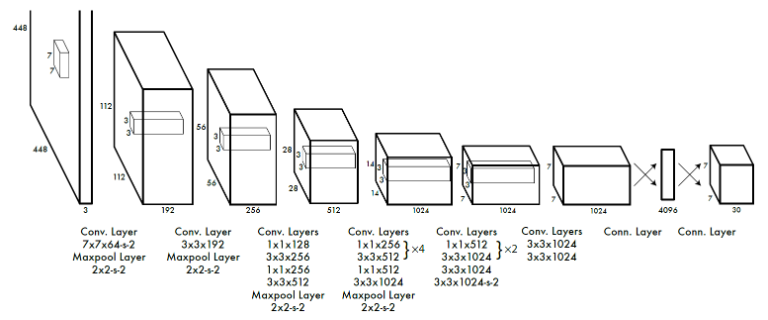 448
7
7
448
3
112
3
3
112
192
56
3
3
56
256
28
3
3
28
512
14
3
3
14
1024
7
3
3
7
1024
1024
4096
7
7
30
Conv. Layer
7x7x64-s-2
Maxpool Layer
2x2-s-2
Conv. Layer
3x3x192
Maxpool Layer
2x2-s-2
Conv. Layers
1x1x128
3x3x256
1x1x256
3x3x512
Maxpool Layer
2x2-s-2
Conv. Layers
1x1x256
3x3x512 }×4
1x1x512
3x3x1024
Maxpool Layer
2x2-s-2
Conv. Layers
1x1x512
3x3x1024 }×2
3x3x1024
3x3x1024-s-2
Conv. Layers
3x3x1024
3x3x1024
Conn. Layer
Conn. Layer